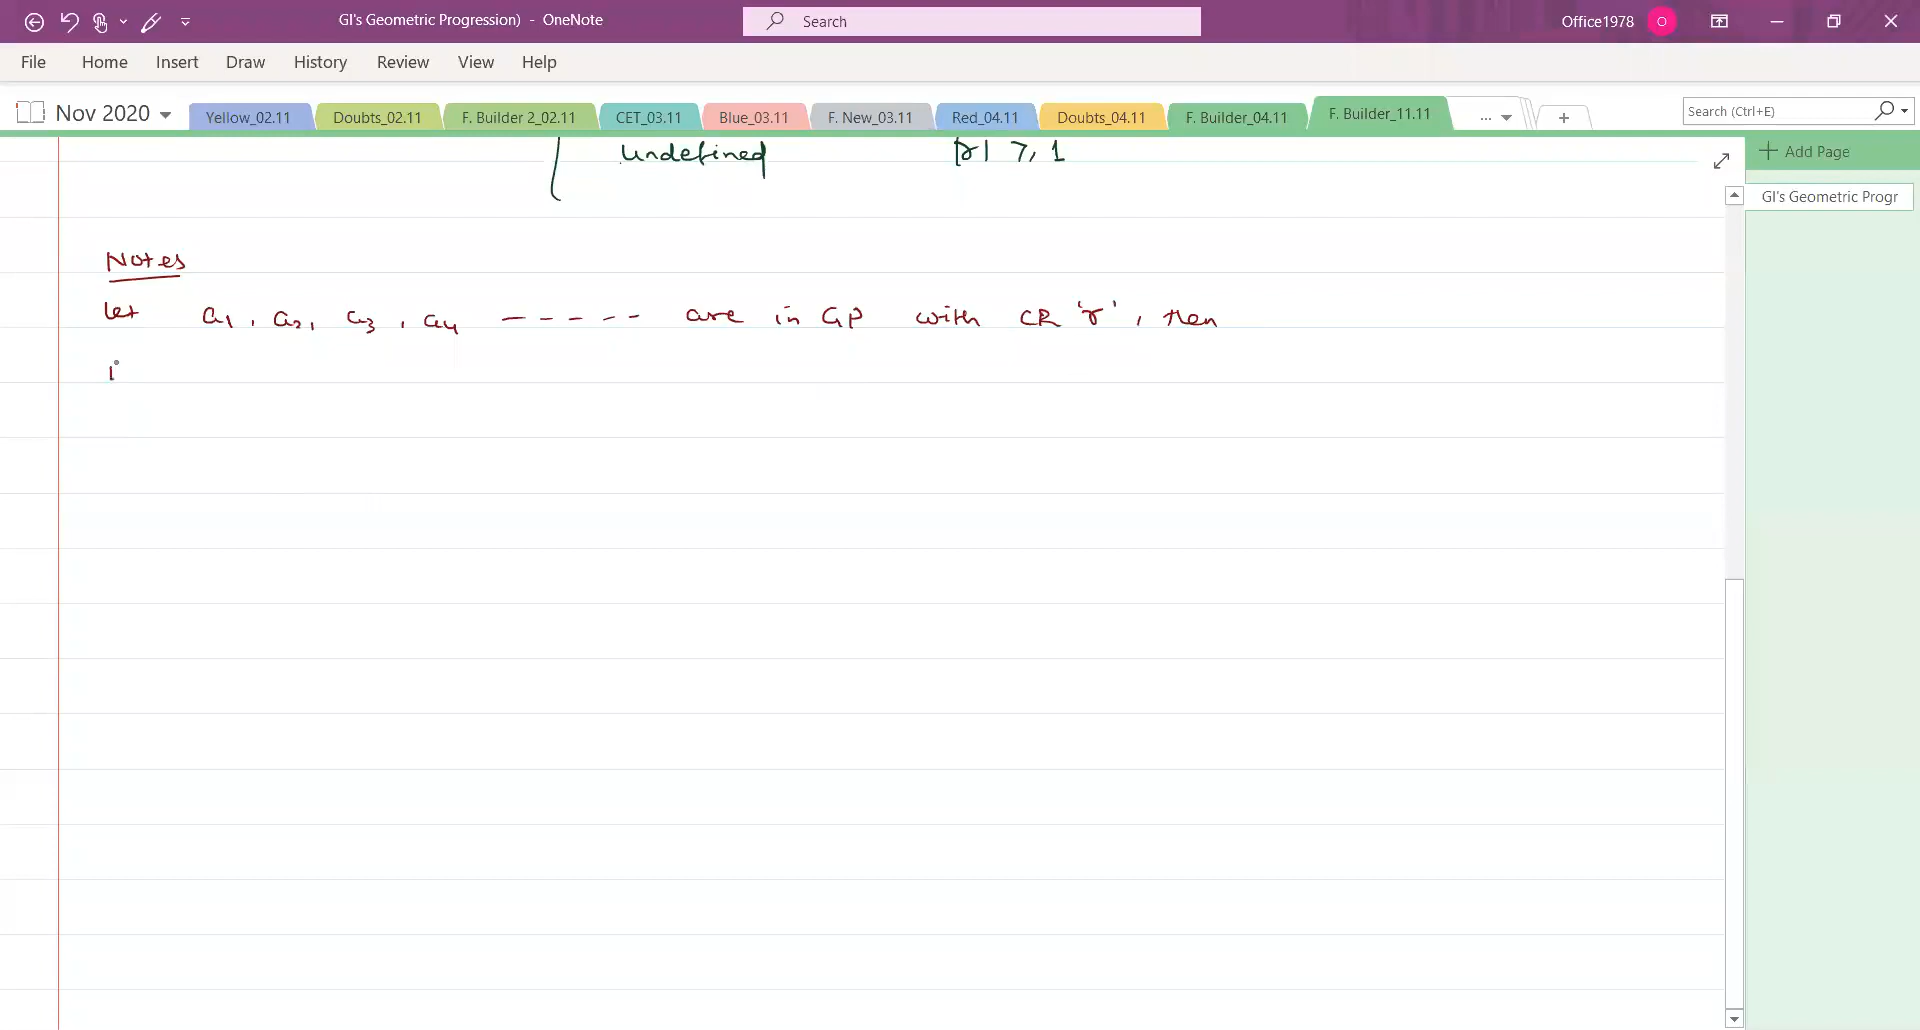 GI's Geometric Progression) - OneNote
Search
Office1978
O
File Home Insert Draw History Review View Help
Nov 2020
Yellow_02.11 Doubts_02.11 F. Builder 2_02.11 CET_03.11 Blue_03.11 F. New_03.11 Red_04.11 Doubts_04.11 F. Builder_04.11 F. Builder_11.11 ... +
Search (Ctrl+E)
Add Page
GI's Geometric Progr
undefined |r| ⩾ 1
Notes
let a1, a2, a3, a4 ----- are in GP with CR 'r', then
i